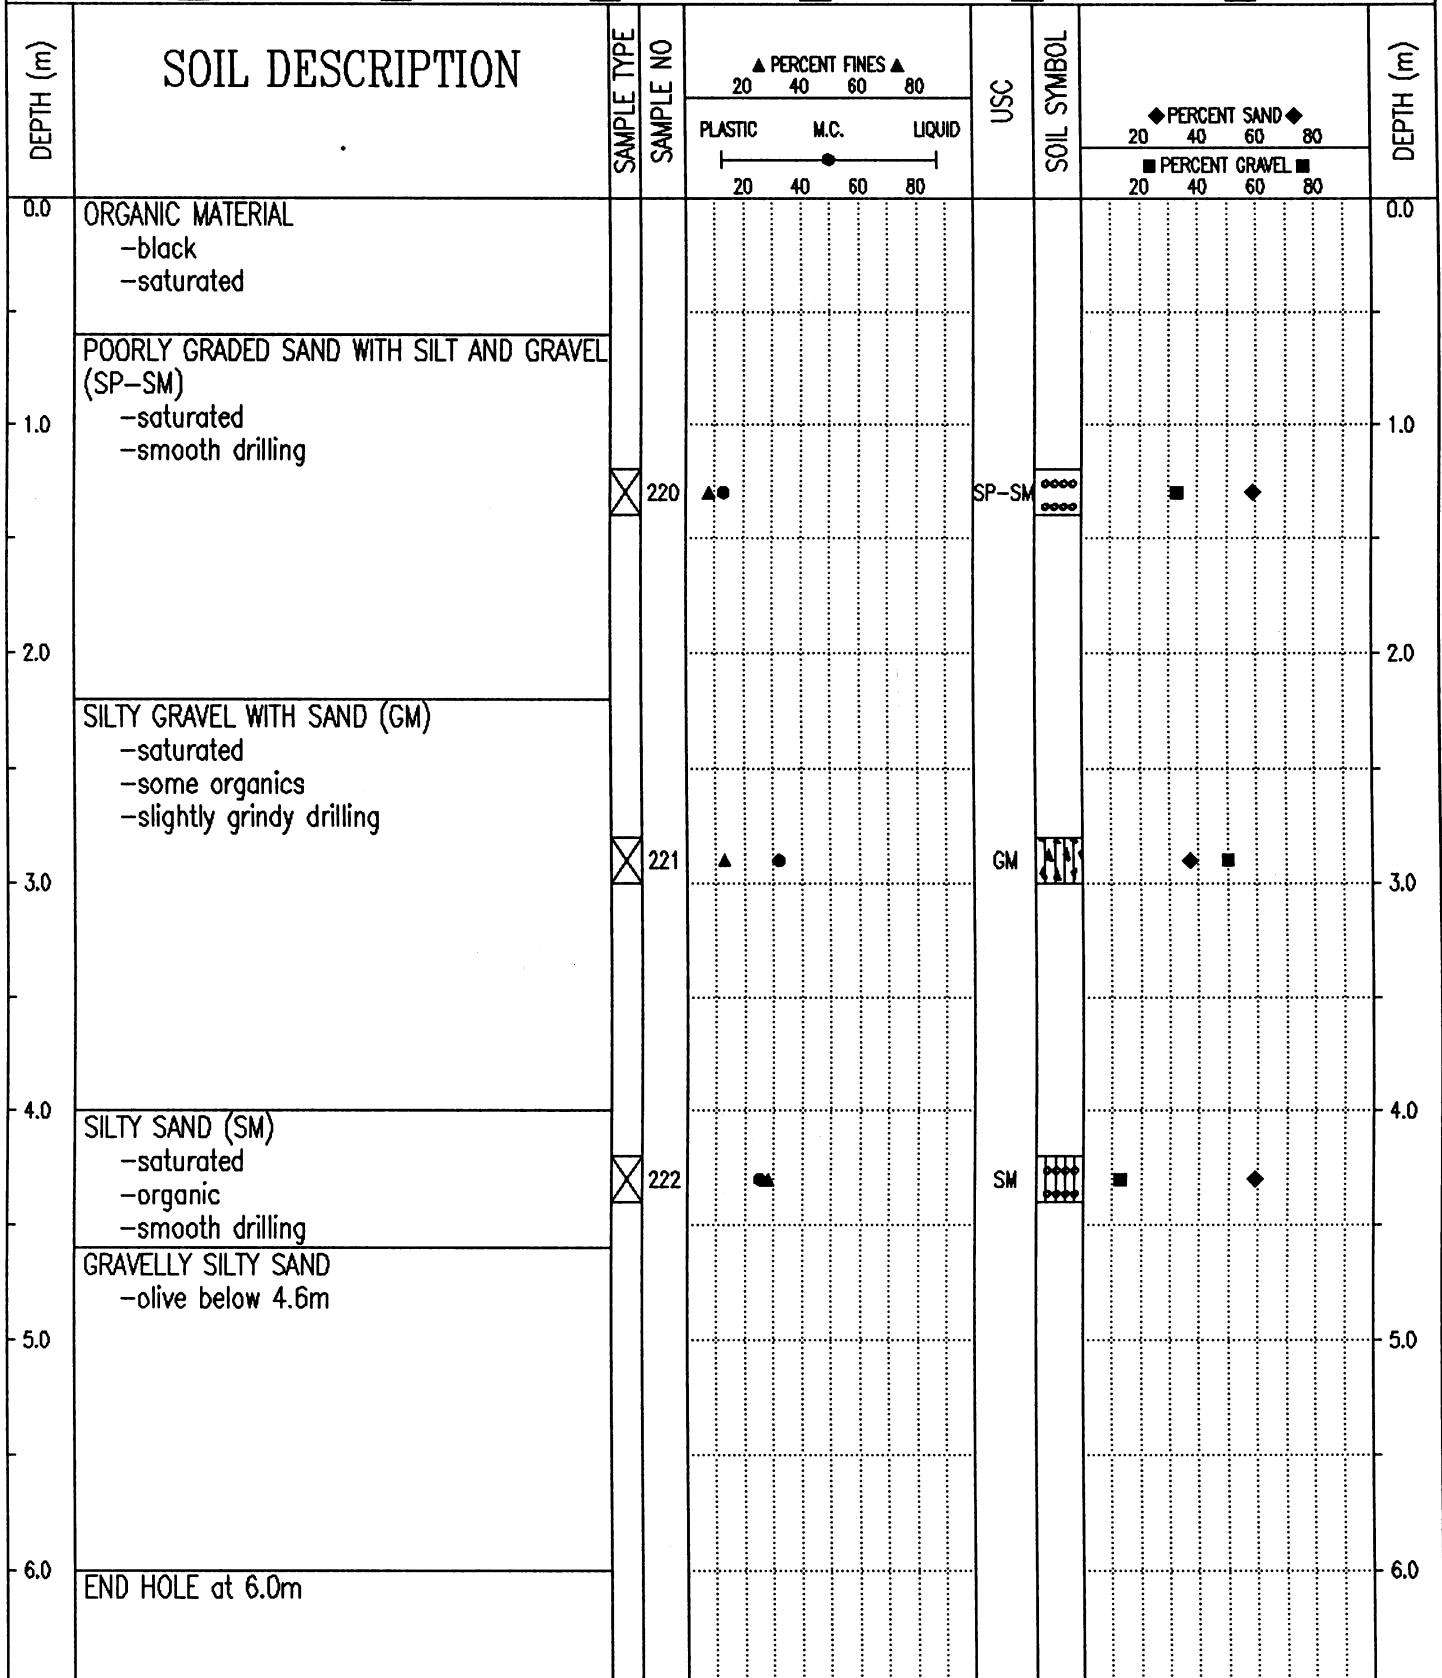 DEPTH (m)
SOIL DESCRIPTION
SAMPLE TYPE
SAMPLE NO
▲ PERCENT FINES ▲
20 40 60 80
PLASTIC M.C. LIQUID
20 40 60 80
USC
SOIL SYMBOL
◆PERCENT SAND◆
20 40 60 80
■ PERCENT GRAVEL ■
20 40 60 80
DEPTH (m)
0.0 ORGANIC MATERIAL 0.0
-black
-saturated
POORLY GRADED SAND WITH SILT AND GRAVEL
(SP-SM)
1.0 -saturated 1.0
-smooth drilling
220 SP-SM
2.0 2.0
SILTY GRAVEL WITH SAND (GM)
-saturated
-some organics
-slightly grindy drilling
221 GM
3.0 3.0
4.0 4.0
SILTY SAND (SM)
-saturated
222 SM
-organic
-smooth drilling
GRAVELLY SILTY SAND
-olive below 4.6m
5.0 5.0
6.0 6.0
END HOLE at 6.0m